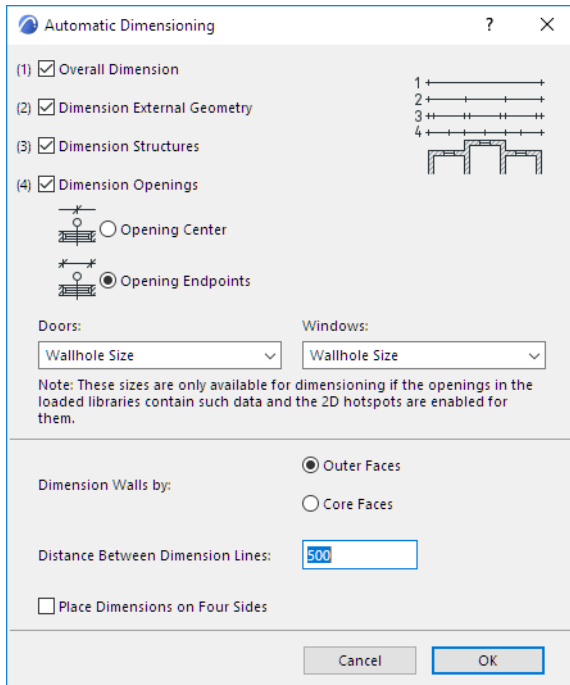 Automatic Dimensioning ?
(1) Overall Dimension
(2) Dimension External Geometry
(3) Dimension Structures
(4) Dimension Openings
1
2
3
4
Opening Center
Opening Endpoints
Doors: Windows:
Wallhole Size Wallhole Size
Note: These sizes are only available for dimensioning if the openings in the
loaded libraries contain such data and the 2D hotspots are enabled for
them.
Outer Faces
Dimension Walls by:
Core Faces
Distance Between Dimension Lines: 500
Place Dimensions on Four Sides
Cancel OK